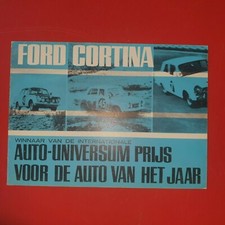 FORD CORTINA
WINNAAR VAN DE INTERNATIONALE
AUTO-UNIVERSUM PRIJS
VOOR DE AUTO VAN HET JAAR